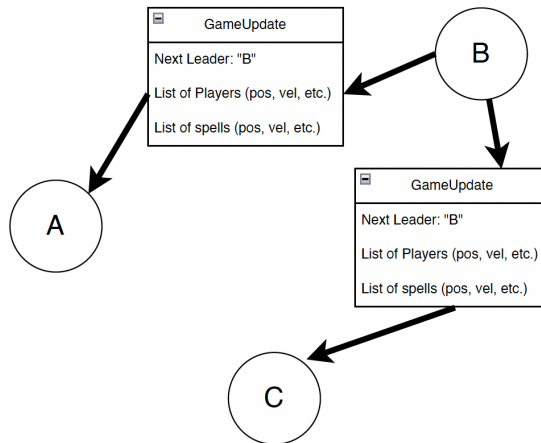 GameUpdate
Next Leader: "B"
List of Players (pos, vel, etc.)
List of spells (pos, vel, etc.)
B
A
GameUpdate
Next Leader: "B"
List of Players (pos, vel, etc.)
List of spells (pos, vel, etc.)
C